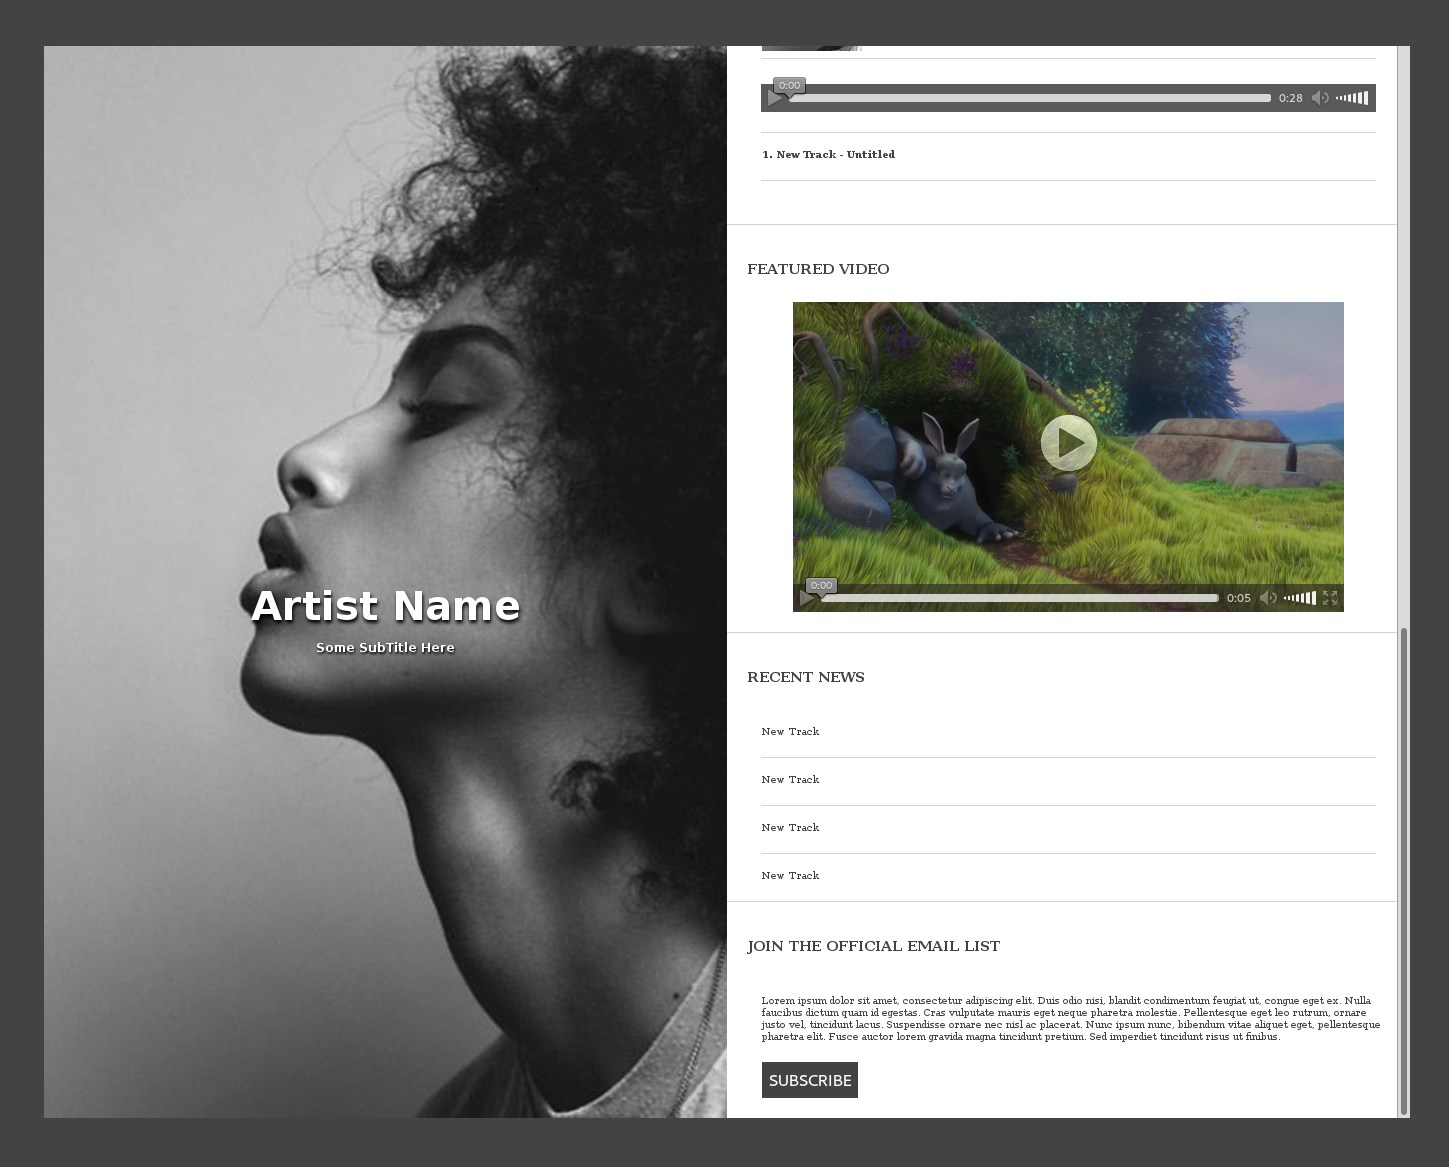 Artist Name
Some SubTitle Here
0:00
0:28
1. New Track - Untitled
FEATURED VIDEO
0:00
0:05
RECENT NEWS
New Track
New Track
New Track
New Track
JOIN THE OFFICIAL EMAIL LIST
Lorem ipsum dolor sit amet, consectetur adipiscing elit. Duis odio nisi, blandit condimentum feugiat ut, congue eget ex. Nulla
faucibus dictum quam id egestas. Cras vulputate mauris eget neque pharetra molestie. Pellentesque eget leo rutrum, ornare
justo vel, tincidunt lacus. Suspendisse ornare nec nisl ac placerat. Nunc ipsum nunc, bibendum vitae aliquet eget, pellentesque
pharetra elit. Fusce auctor lorem gravida magna tincidunt pretium. Sed imperdiet tincidunt risus ut finibus.
SUBSCRIBE